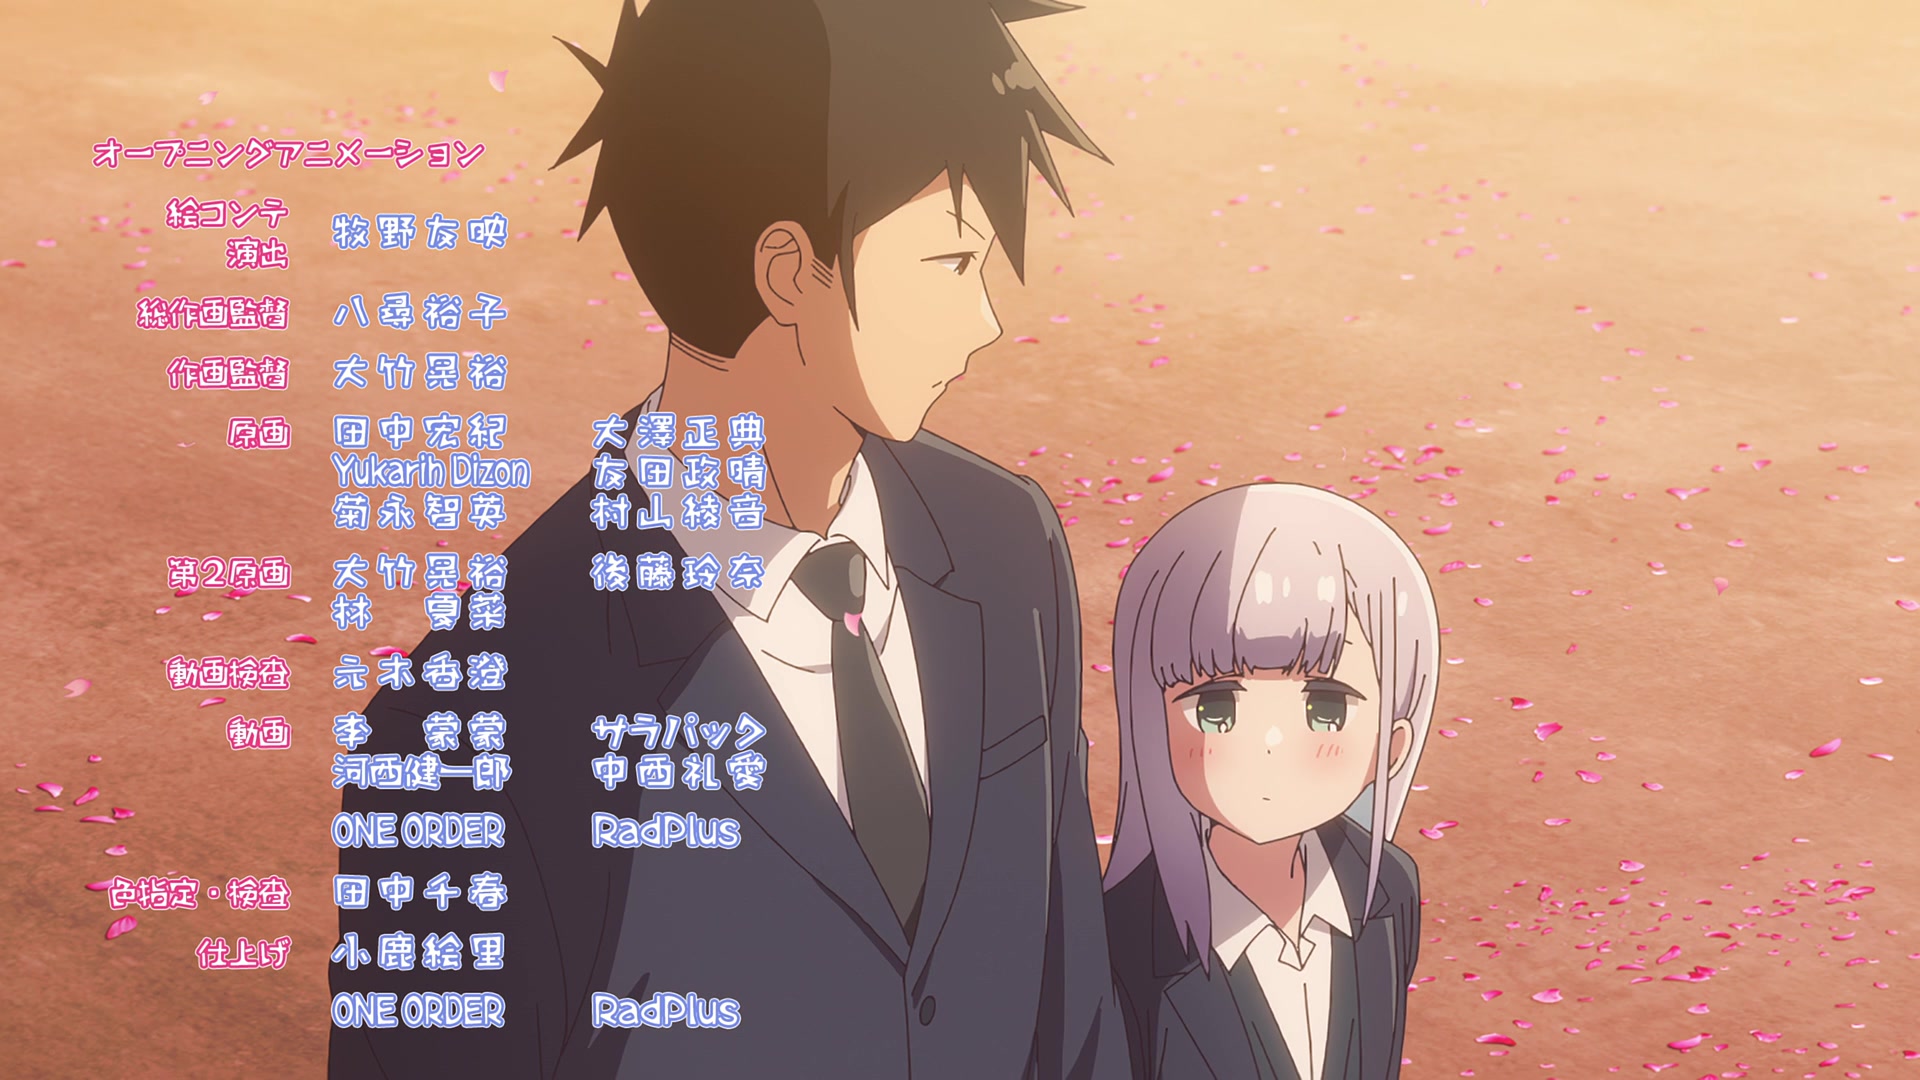 オープニングアニメーション
絵コンテ
演出
牧野友映
総作画監督 八尋裕子
作画監督 大竹晃裕
原画 田中宏紀 大澤正典
Yukarih Dizon 友田政晴
菊永智英 村山綾音
第2原画 大竹晃裕 後藤玲奈
林 夏菜
動画検査 元木香澄
動画 李 蒙蒙 サラパック
河西健一郎 中西礼愛
ONE ORDER RadPlus
色指定・検査 田中千春
仕上げ 小鹿絵里
ONE ORDER RadPlus